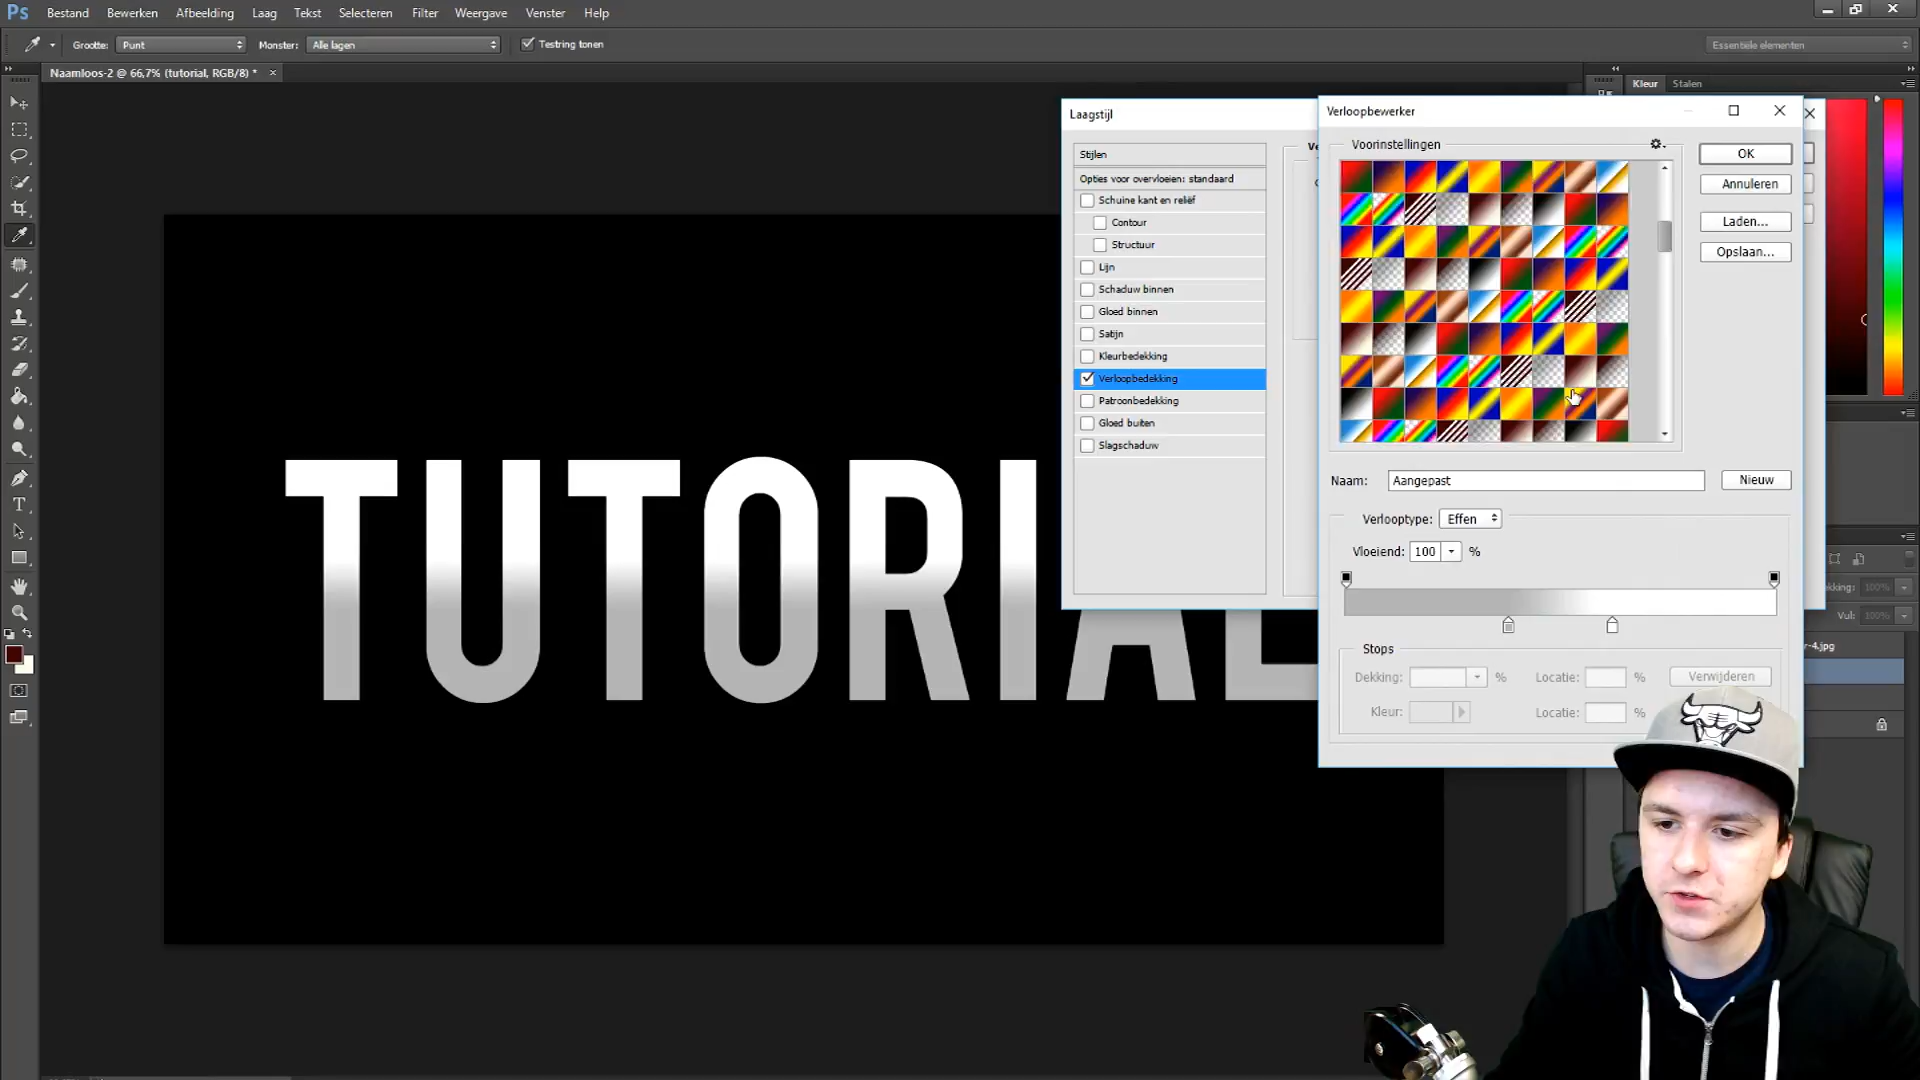 Ps Bestand Bewerken Afbeelding Laag Tekst Selecteren Filter Weergave Venster Help
Grootte: Punt Monster: Alle lagen Testring tonen Essentiële elementen
Naamloos-2 @ 66,7% (tutorial, RGB/8) * ×
Kleur Stalen
Laagstijl
Stijlen
Opties voor overvloeien: standaard
Schuine kant en reliëf
Contour
Structuur
Lijn
Schaduw binnen
Gloed binnen
Satijn
Kleurbedekking
Verloopbedekking
Patroonbedekking
Gloed buiten
Slagschaduw
Verloopbewerker
Voorinstellingen
OK
Annuleren
Laden...
Opslaan...
Naam: Aangepast Nieuw
Verlooptype: Effen
Vloeiend: 100 %
Stops
Dekking: % Locatie: % Verwijderen
Kleur: Locatie: %
kking: 100%
Vul: 100%
r-4.jpg
TUTORIAL